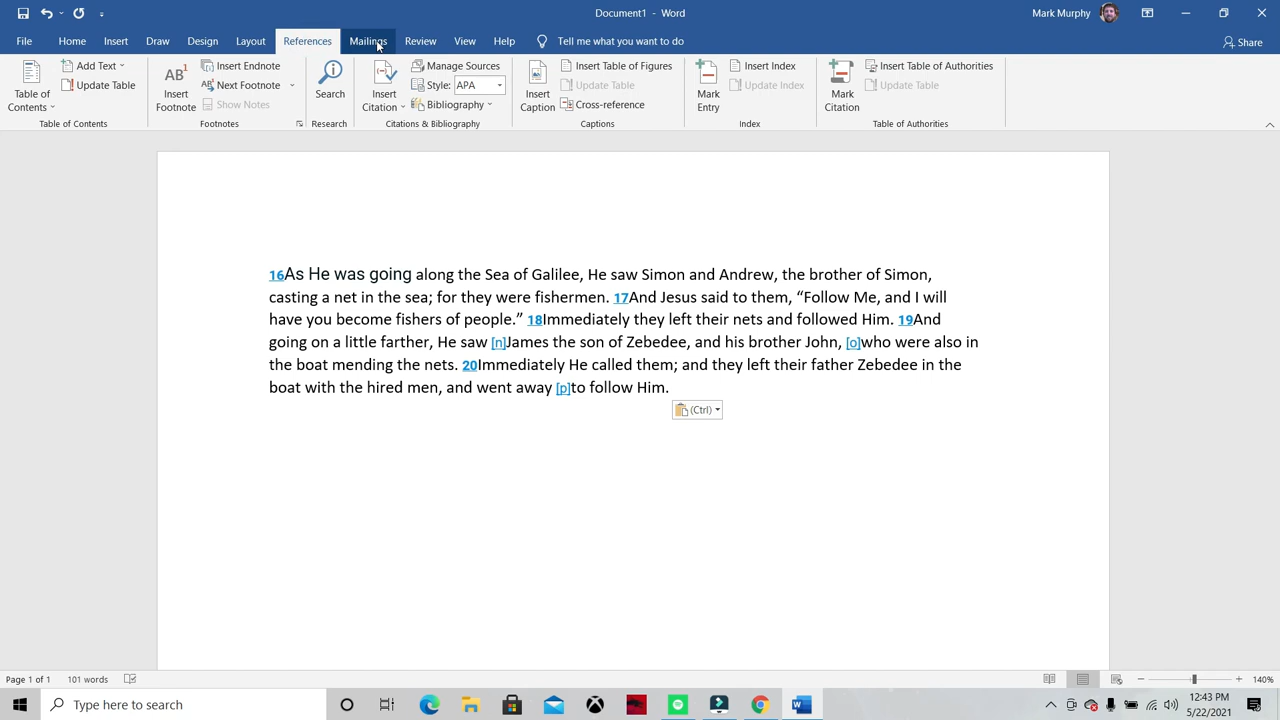 Document1 - Word
Mark Murphy
File Home Insert Draw Design Layout References Mailings Review View Help Tell me what you want to do Share
Table of Contents
Add Text
Update Table
Table of Contents
AB1 Insert Footnote
Insert Endnote
AB1 Next Footnote
Show Notes
Footnotes
Search
Research
Insert Citation
Manage Sources
Style: APA
Bibliography
Citations & Bibliography
Insert Caption
Insert Table of Figures
Update Table
Cross-reference
Captions
Mark Entry
Insert Index
Update Index
Index
Mark Citation
Insert Table of Authorities
Update Table
Table of Authorities
16As He was going along the Sea of Galilee, He saw Simon and Andrew, the brother of Simon,
casting a net in the sea; for they were fishermen. 17And Jesus said to them, “Follow Me, and I will
have you become fishers of people.” 18Immediately they left their nets and followed Him. 19And
going on a little farther, He saw [n]James the son of Zebedee, and his brother John, [o]who were also in
the boat mending the nets. 20Immediately He called them; and they left their father Zebedee in the
boat with the hired men, and went away [p]to follow Him.
(Ctrl)
Page 1 of 1 101 words 140%
Type here to search
12:43 PM
5/22/2021